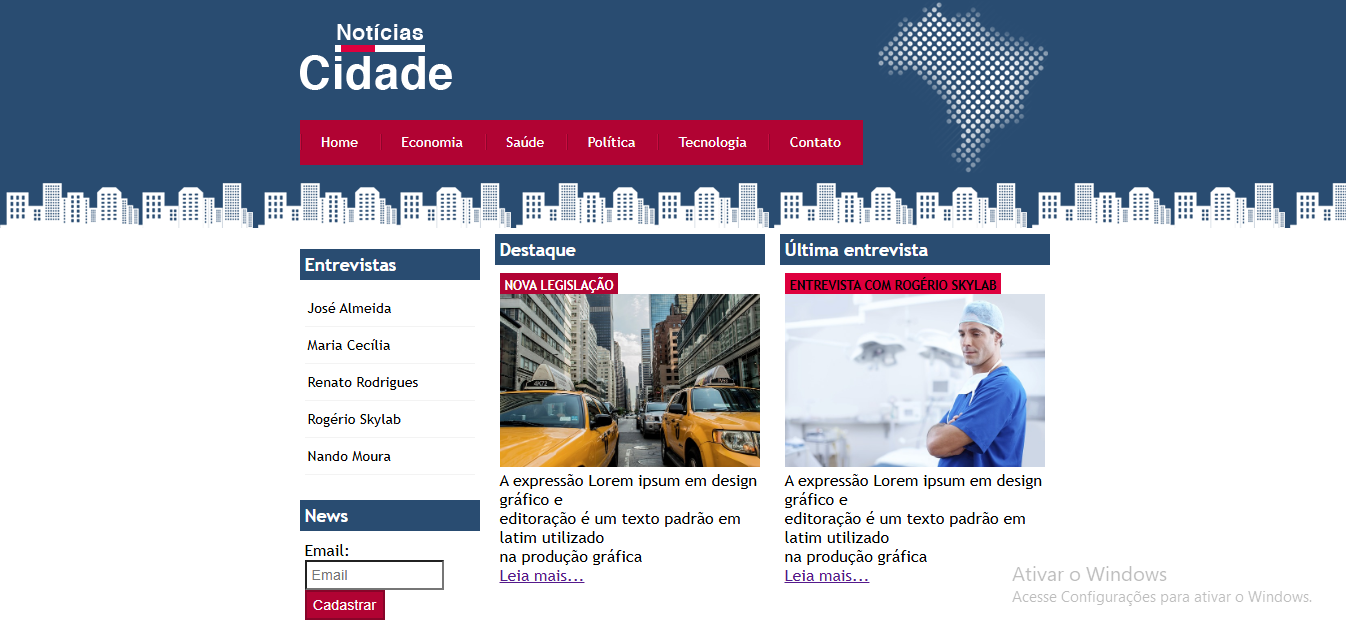 Notícias
Cidade
Home Economia Saúde Política Tecnologia Contato
Entrevistas
José Almeida
Maria Cecília
Renato Rodrigues
Rogério Skylab
Nando Moura
News
Email:
Email
Cadastrar
Destaque
NOVA LEGISLAÇÃO
A expressão Lorem ipsum em design
gráfico e
editoração é um texto padrão em
latim utilizado
na produção gráfica
Leia mais...
Última entrevista
ENTREVISTA COM ROGÉRIO SKYLAB
A expressão Lorem ipsum em design
gráfico e
editoração é um texto padrão em
latim utilizado
na produção gráfica
Leia mais...
Ativar o Windows
Acesse Configurações para ativar o Windows.